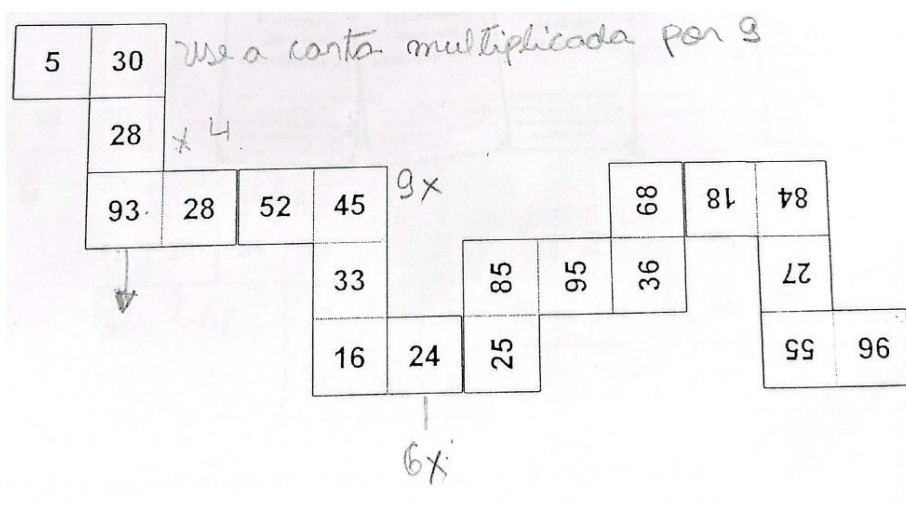 5 30 use a carta multiplicada por 9
28 x 4
93 28 52 45 9x 68 18 84
33 85 95 36 27
16 24 25 55 96
6x